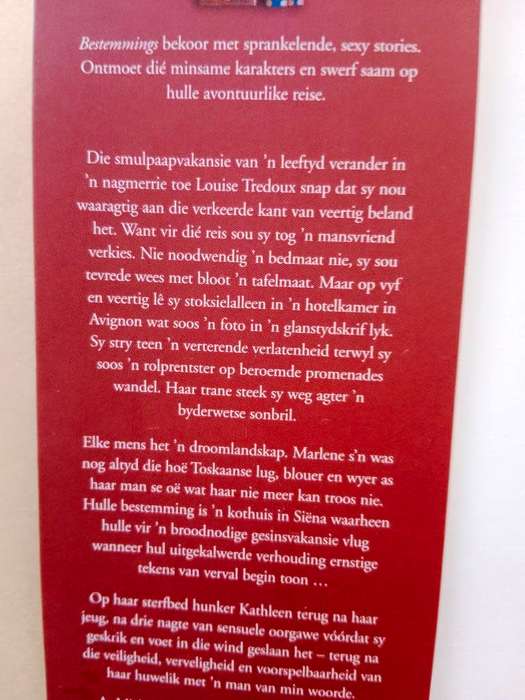 Bestemmings bekoor met sprankelende, sexy stories.
Ontmoet dié minsame karakters en swerf saam op
hulle avontuurlike reise.
Die smulpaapvakansie van 'n leeftyd verander in
'n nagmerrie toe Louise Tredoux snap dat sy nou
waaragtig aan die verkeerde kant van veertig beland
het. Want vir dié reis sou sy tog 'n mansvriend
verkies. Nie noodwendig 'n bedmaat nie, sy sou
tevrede wees met bloot 'n tafelmaat. Maar op vyf
en veertig lê sy stoksielalleen in 'n hotelkamer in
Avignon wat soos 'n foto in 'n glanstydskrif lyk.
Sy stry teen 'n verterende verlatenheid terwyl sy
soos 'n rolprentster op beroemde promenades
wandel. Haar trane steek sy weg agter 'n
byderwetse sonbril.
Elke mens het 'n droomlandskap. Marlene s'n was
nog altyd die hoë Toskaanse lug, blouer en wyer as
haar man se oë wat haar nie meer kan troos nie.
Hulle bestemming is 'n kothuis in Siëna waarheen
hulle vir 'n broodnodige gesinsvakansie vlug
wanneer hul uitgekalwerde verhouding ernstige
tekens van verval begin toon ...
Op haar sterfbed hunker Kathleen terug na haar
jeug, na drie nagte van sensuele oorgawe vóórdat sy
geskrik en voet in die wind geslaan het – terug na
die veiligheid, verveligheid en voorspelbaarheid van
haar huwelik met 'n man van min woorde.